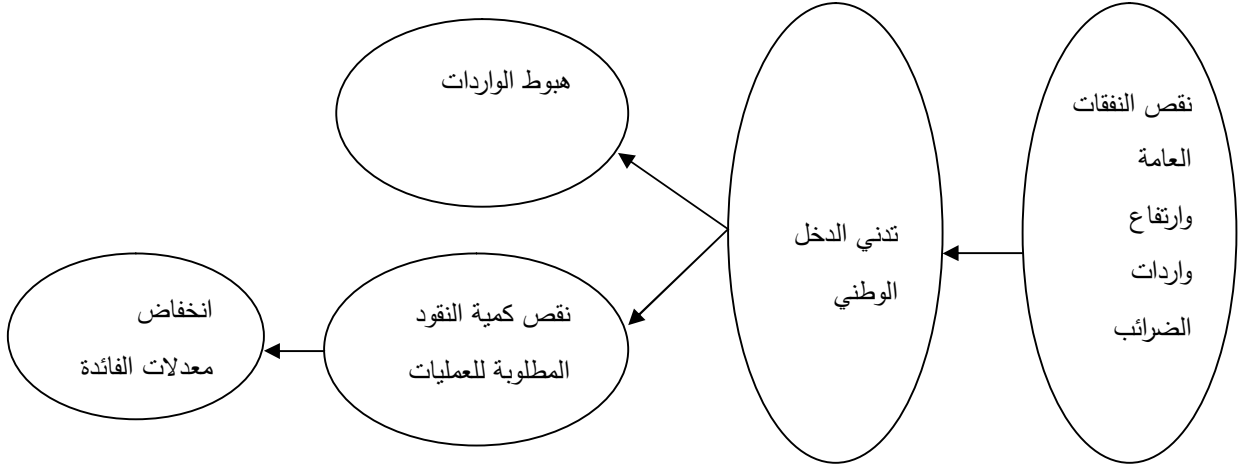 نقص النفقات
العامة
وارتفاع
واردات
الضرائب
تدني الدخل
الوطني
هبوط الواردات
نقص كمية النقود
المطلوبة للعمليات
انخفاض
معدلات الفائدة